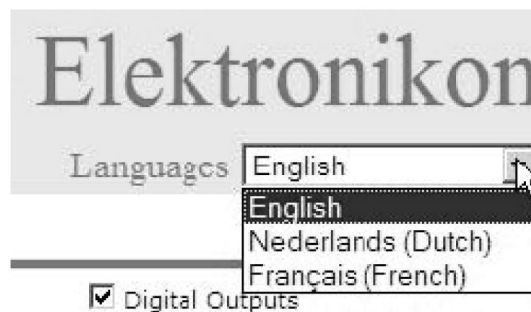 Elektronikon
Languages English
English
Nederlands (Dutch)
Français (French)
Digital Outputs